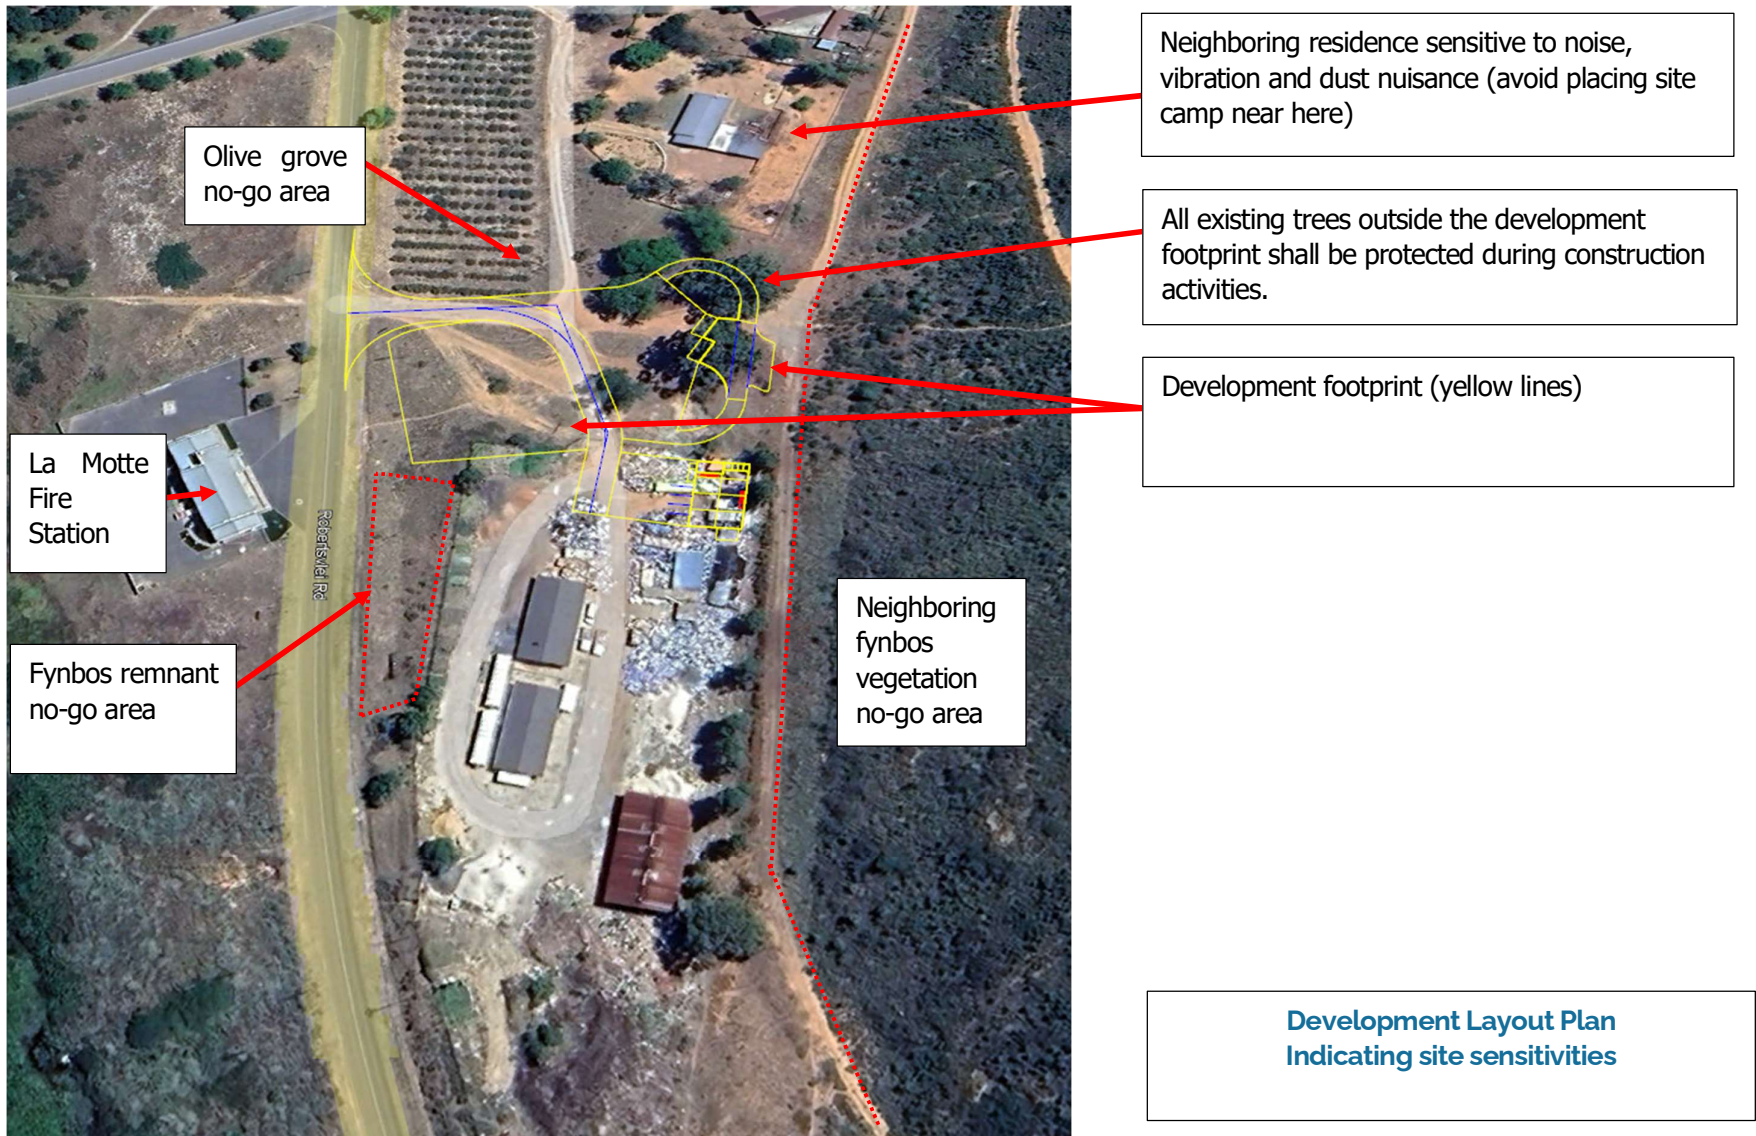 Neighboring residence sensitive to noise,
vibration and dust nuisance (avoid placing site
camp near here)
Olive grove
no-go area
All existing trees outside the development
footprint shall be protected during construction
activities.
Development footprint (yellow lines)
La Motte
Fire
Station
Robertsvlei Rd
Fynbos remnant
no-go area
Neighboring
fynbos
vegetation
no-go area
Development Layout Plan
Indicating site sensitivities